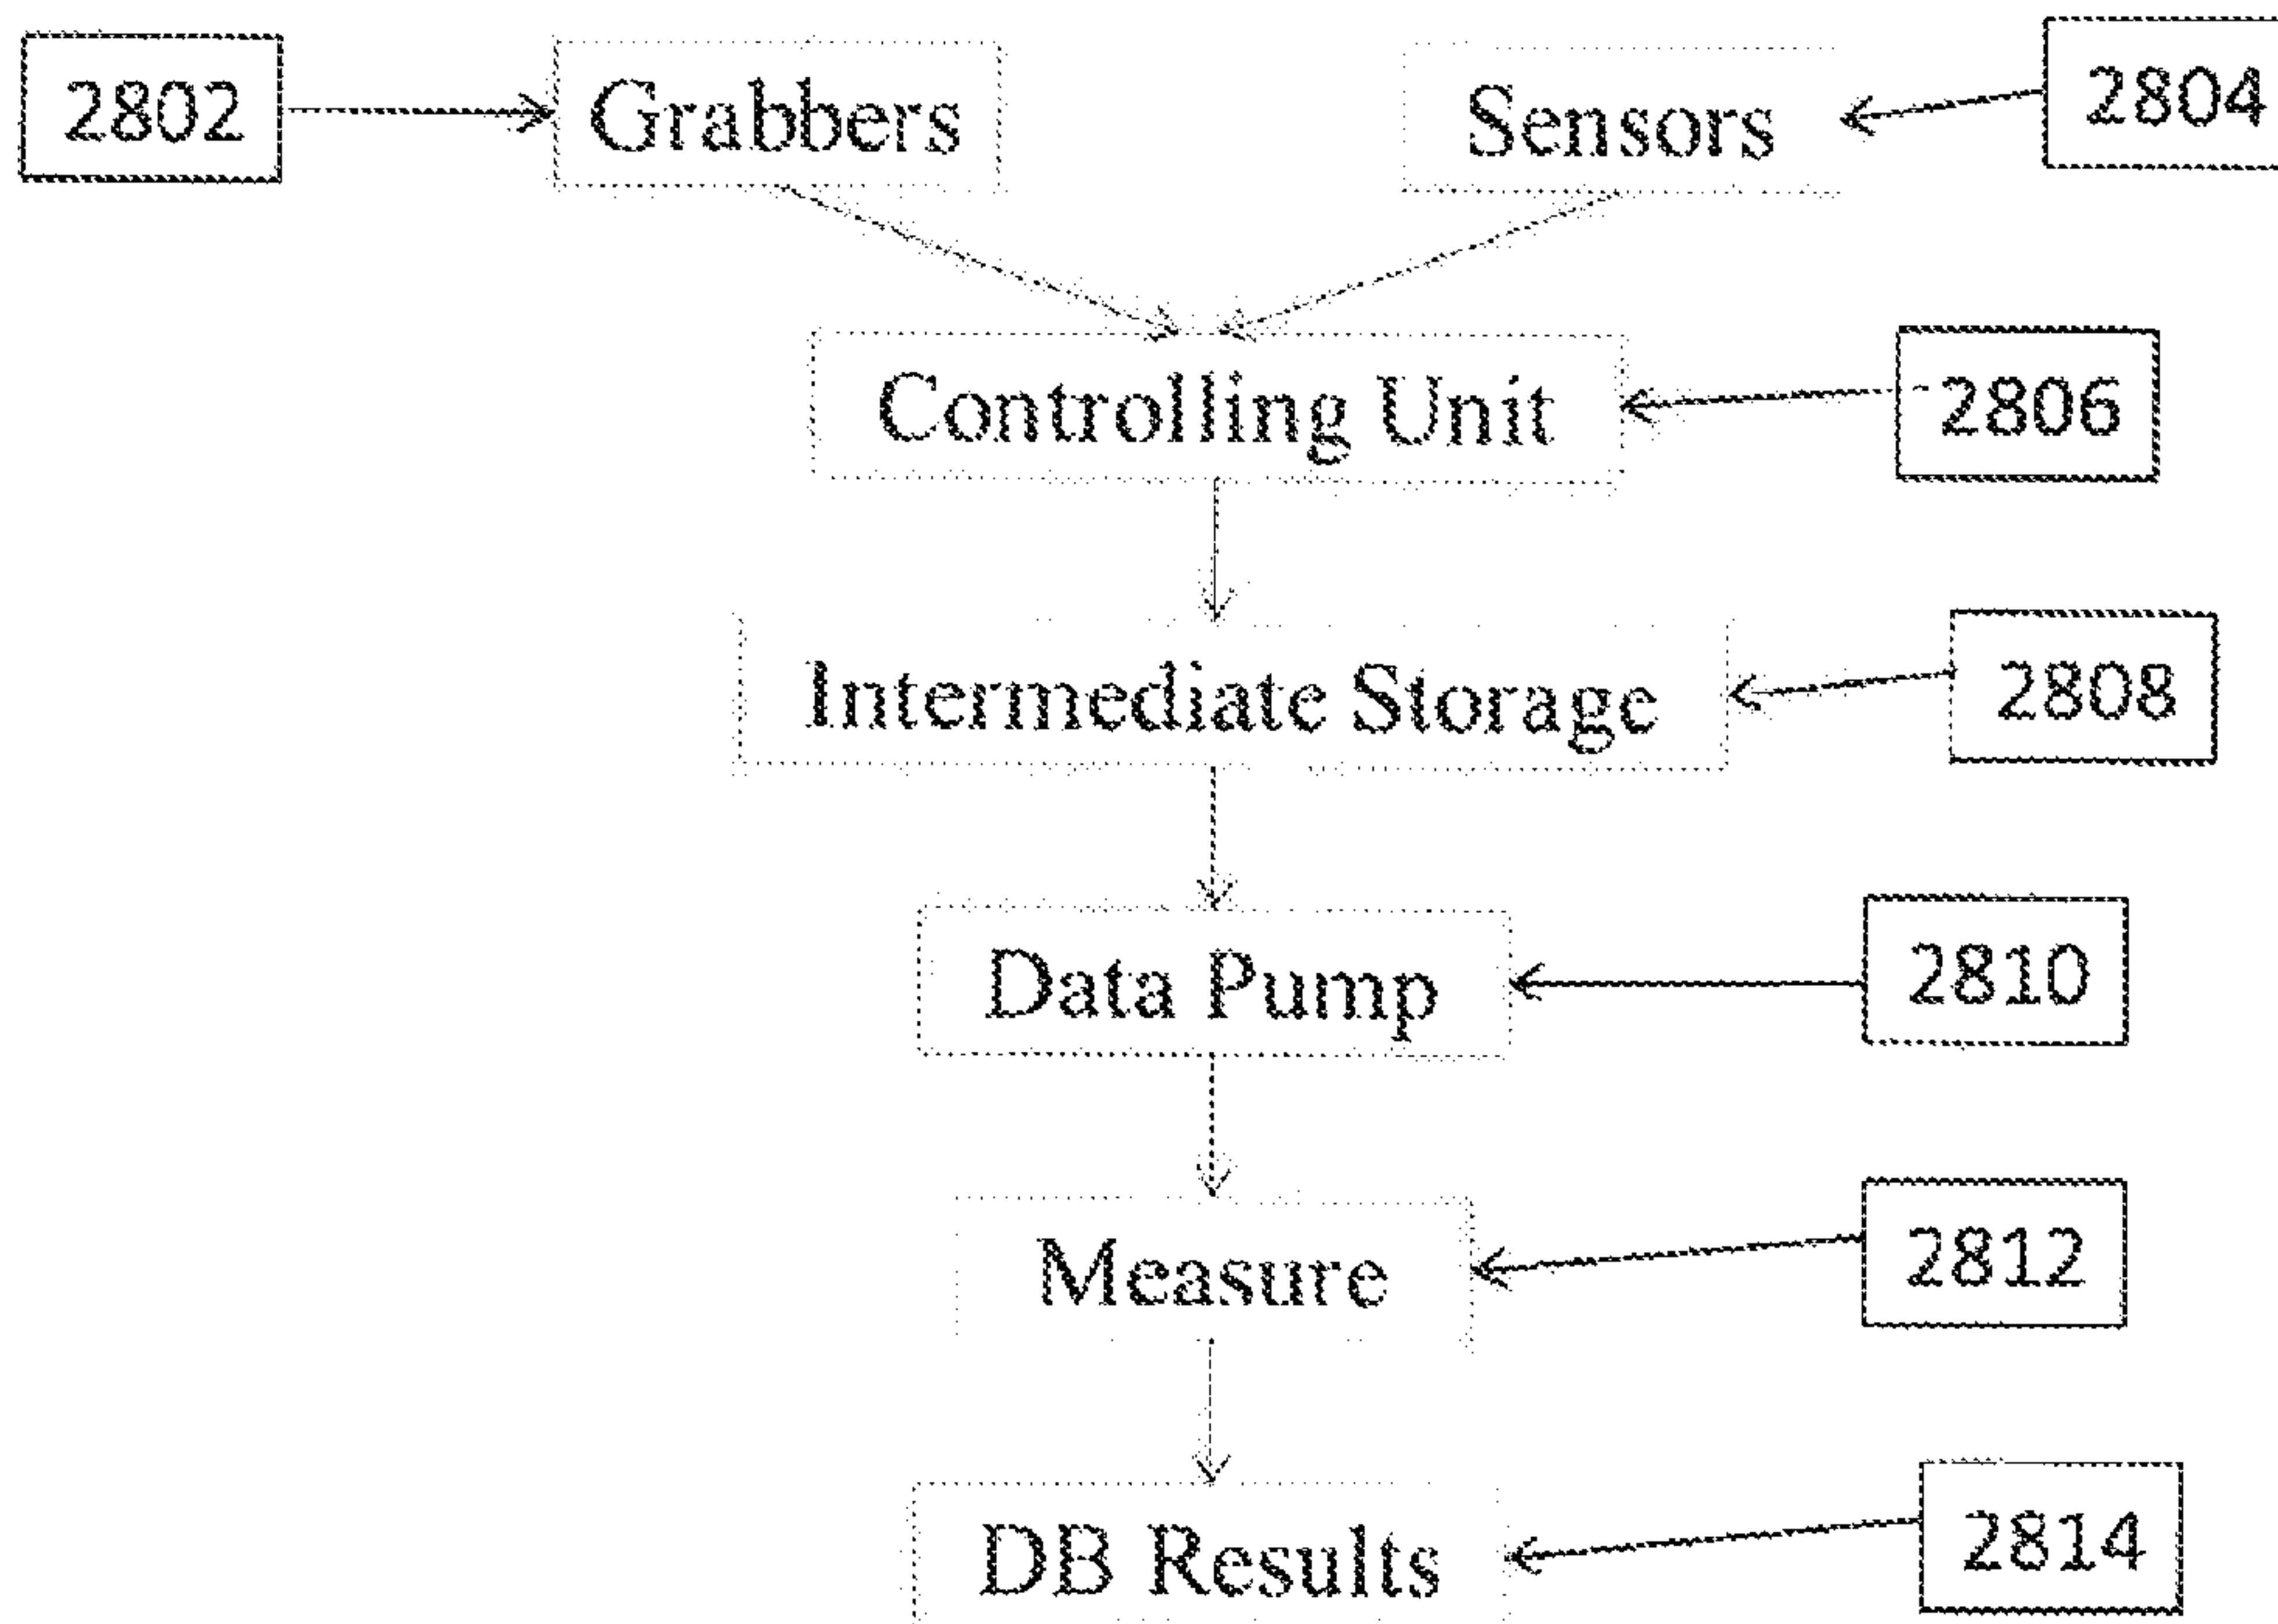 2802
Grabbers
Sensors
2804
Controlling Unit
2806
Intermediate Storage
2808
Data Pump
2810
Measure
2812
DB Results
2814